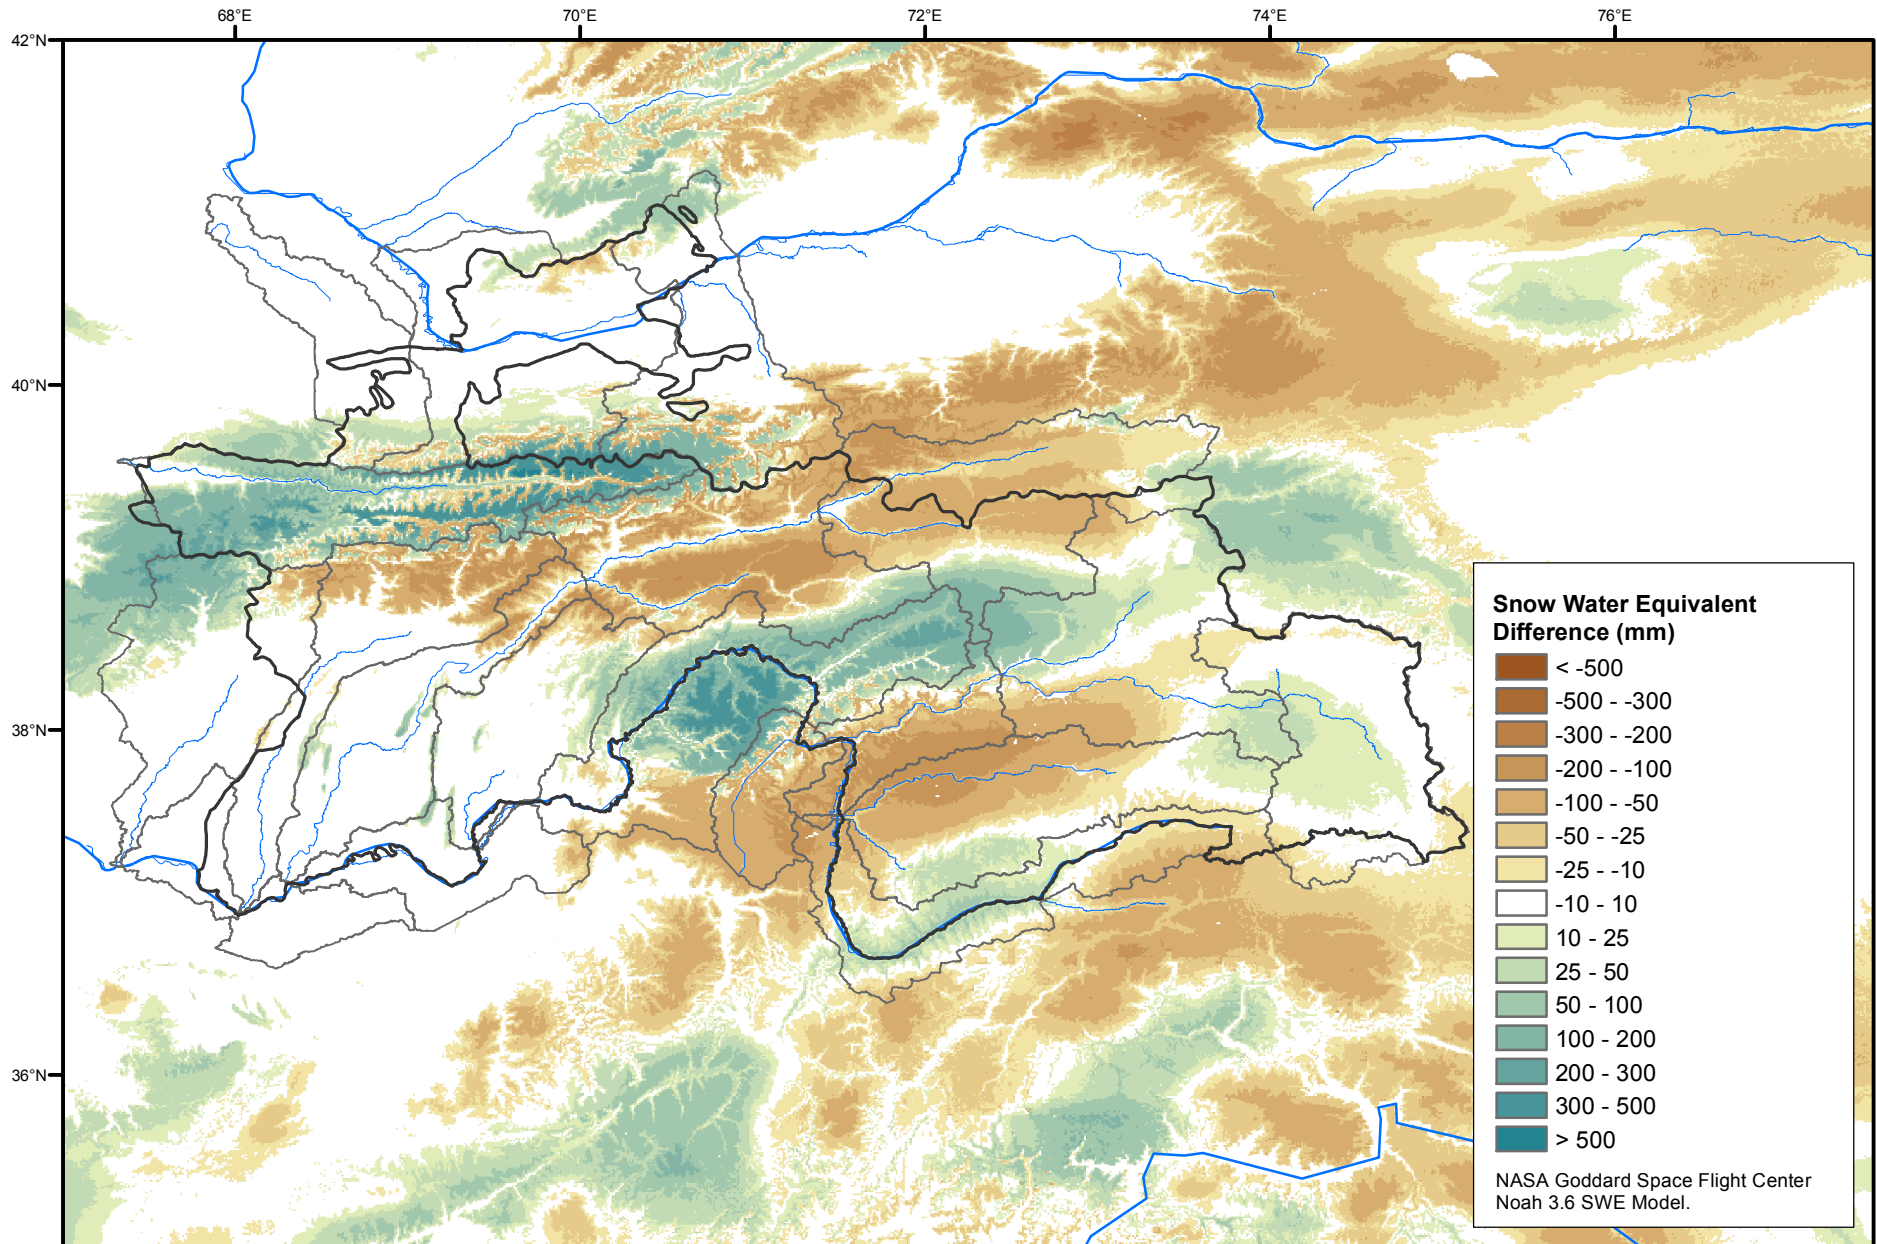 68°E 70°E 72°E 74°E 76°E
42°N
40°N
38°N
36°N
Snow Water Equivalent
Difference (mm)
< -500
-500 - -300
-300 - -200
-200 - -100
-100 - -50
-50 - -25
-25 - -10
-10 - 10
10 - 25
25 - 50
50 - 100
100 - 200
200 - 300
300 - 500
> 500
NASA Goddard Space Flight Center
Noah 3.6 SWE Model.